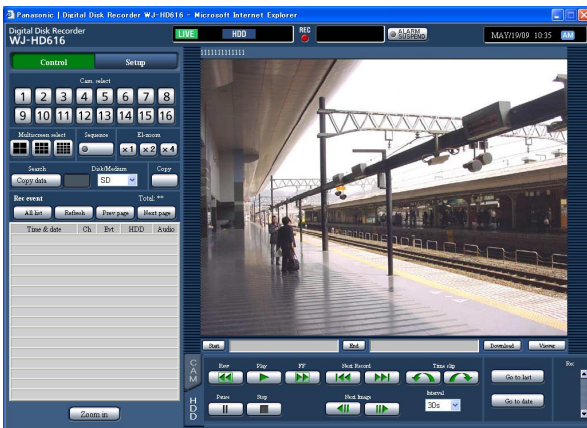 Panasonic | Digital Disk Recorder WJ-HD616 - Microsoft Internet Explorer
Digital Disk Recorder
WJ-HD616
LIVE HDD REC ALARM SUSPEND MAY/19/09 10:35 AM
Control Setup
1111111111111
Cam. select
1 2 3 4 5 6 7 8
9 10 11 12 13 14 15 16
Multiscreen select Sequence El-zoom
x1 x2 x4
Search Disk/Medium Copy
Copy data SD Copy
Rec event Total: **
All list Refresh Prev page Next page
Time & date Ch Evt HDD Audio
Zoom in
Start End Download Viewer
CAM
HDD
Rev Play FF Next Record Time slip Rec
Go to last
Pause Stop Next Image Interval
30s Go to date